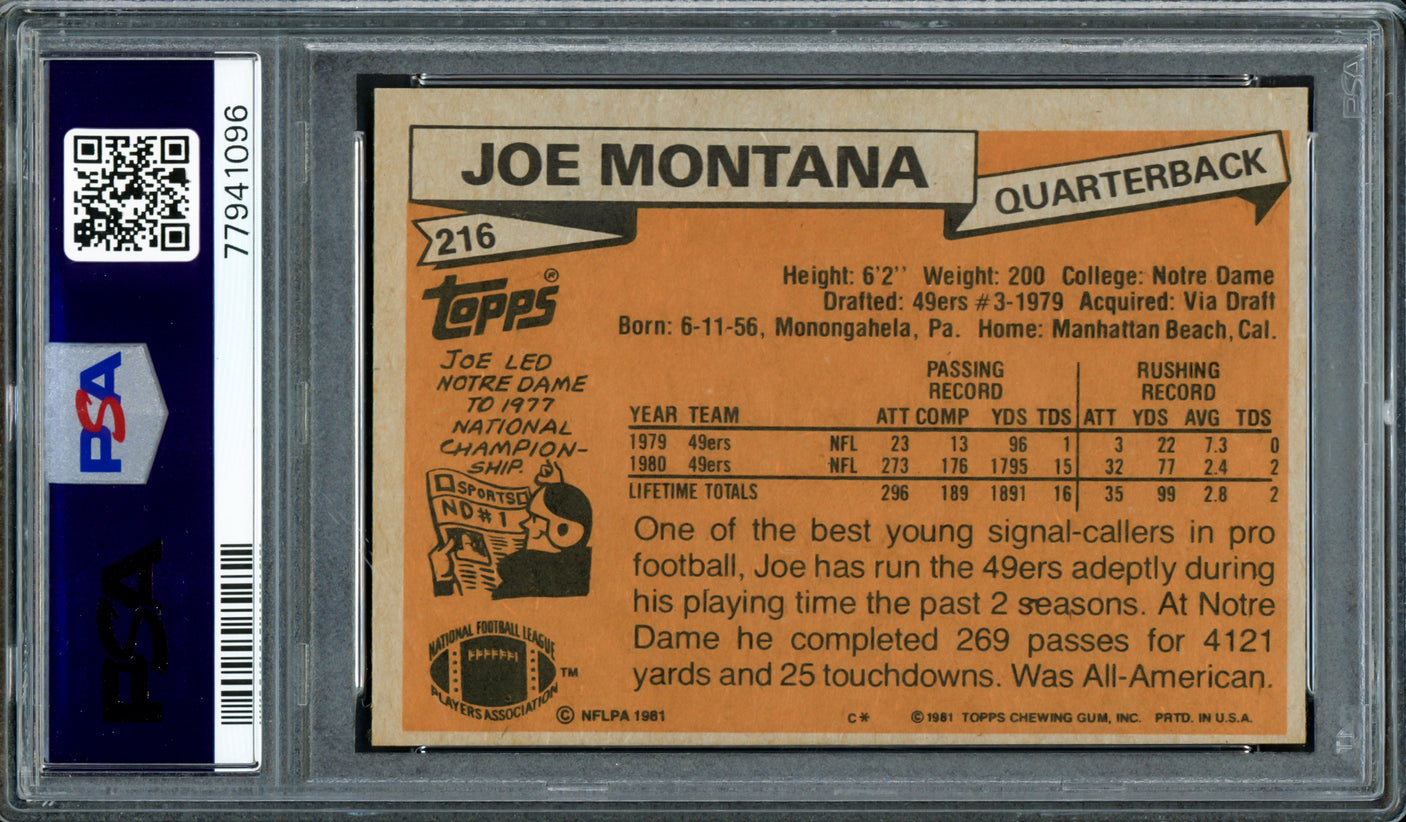 77941096
PSA
PSA
PSA
JOE MONTANA
QUARTERBACK
216
topps®
Height: 6'2'' Weight: 200 College: Notre Dame
Drafted: 49ers #3-1979 Acquired: Via Draft
Born: 6-11-56, Monongahela, Pa. Home: Manhattan Beach, Cal.
JOE LED
NOTRE DAME
TO 1977
NATIONAL
CHAMPION-
SHIP.
SPORTS
ND#1
PASSING RUSHING
RECORD RECORD
YEAR TEAM ATT COMP YDS TDS ATT YDS AVG TDS
1979 49ers NFL 23 13 96 1 3 22 7.3 0
1980 49ers NFL 273 176 1795 15 32 77 2.4 2
LIFETIME TOTALS 296 189 1891 16 35 99 2.8 2
One of the best young signal-callers in pro
football, Joe has run the 49ers adeptly during
his playing time the past 2 seasons. At Notre
Dame he completed 269 passes for 4121
yards and 25 touchdowns. Was All-American.
NATIONAL FOOTBALL LEAGUE
PLAYERS ASSOCIATION
™
© NFLPA 1981
C*
© 1981 TOPPS CHEWING GUM, INC. PRTD. IN U.S.A.